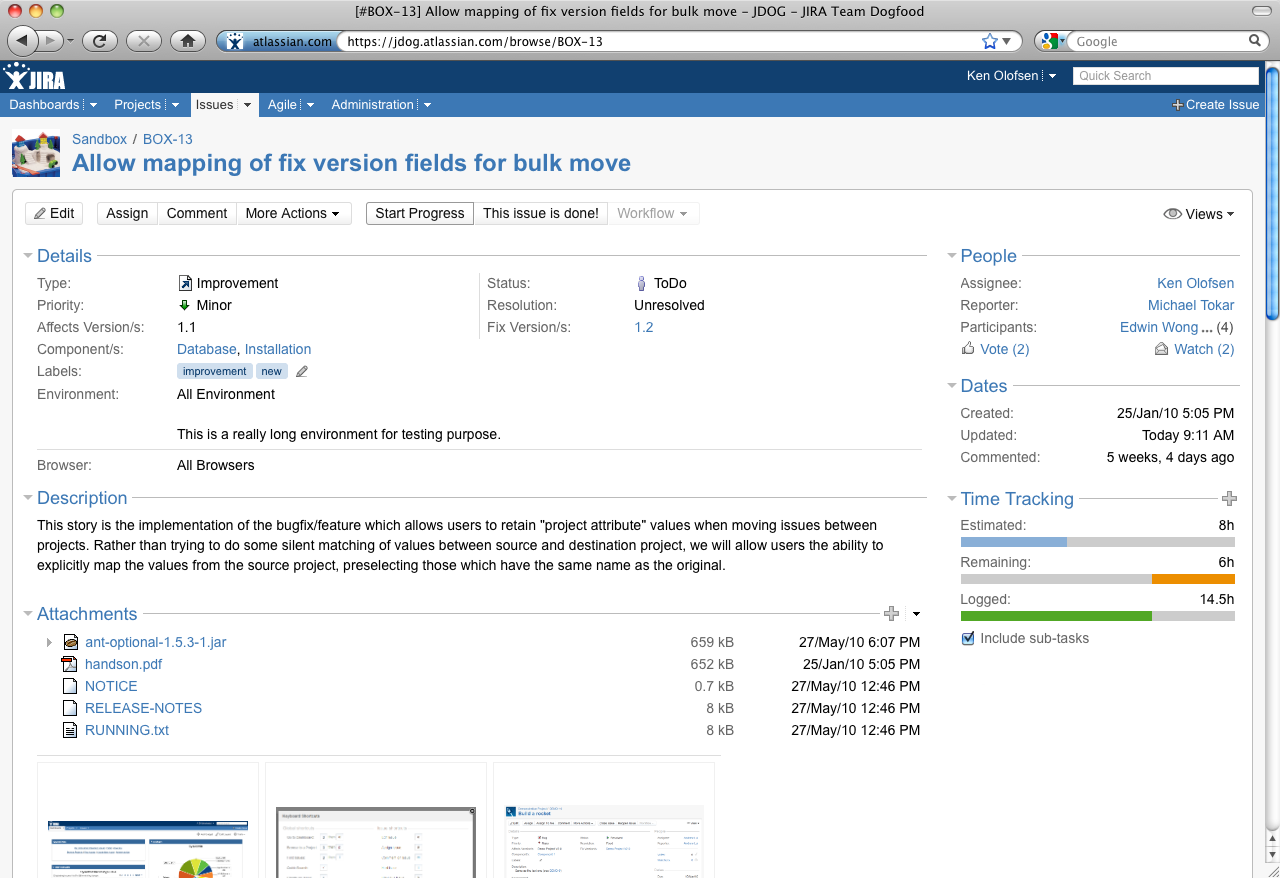 [#BOX-13] Allow mapping of fix version fields for bulk move – JDOG – JIRA Team Dogfood
atlassian.com https://jdog.atlassian.com/browse/BOX-13 Google
JIRA Ken Olofsen Quick Search
Dashboards Projects Issues Agile Administration Create Issue
Sandbox / BOX-13
Allow mapping of fix version fields for bulk move
Edit Assign Comment More Actions Start Progress This issue is done! Workflow Views
Details
Type: Improvement
Priority: Minor
Affects Version/s: 1.1
Component/s: Database, Installation
Labels: improvement new
Environment: All Environment
This is a really long environment for testing purpose.
Browser: All Browsers
Status: ToDo
Resolution: Unresolved
Fix Version/s: 1.2
Description
This story is the implementation of the bugfix/feature which allows users to retain "project attribute" values when moving issues between
projects. Rather than trying to do some silent matching of values between source and destination project, we will allow users the ability to
explicitly map the values from the source project, preselecting those which have the same name as the original.
Attachments
ant-optional-1.5.3-1.jar 659 kB 27/May/10 6:07 PM
handson.pdf 652 kB 25/Jan/10 5:05 PM
NOTICE 0.7 kB 27/May/10 12:46 PM
RELEASE-NOTES 8 kB 27/May/10 12:46 PM
RUNNING.txt 8 kB 27/May/10 12:46 PM
Keyboard Shortcuts
Build a rocket
People
Assignee: Ken Olofsen
Reporter: Michael Tokar
Participants: Edwin Wong ... (4)
Vote (2) Watch (2)
Dates
Created: 25/Jan/10 5:05 PM
Updated: Today 9:11 AM
Commented: 5 weeks, 4 days ago
Time Tracking
Estimated: 8h
Remaining: 6h
Logged: 14.5h
Include sub-tasks